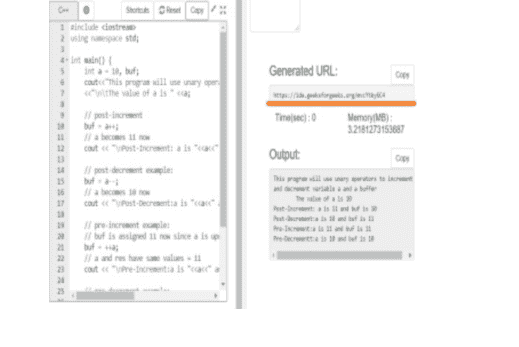 C++
Shortcuts Reset Copy
1 #include <iostream>
2 using namespace std;
3
4 int main() {
5 int a = 10, buf;
6 cout<<"This program will use unary oper
7 <<"\n\tThe value of a is " <<a;
8
9 // post-increment
10 buf = a++;
11 // a becomes 11 now
12 cout << "\nPost-Increment: a is "<<a<<"
13
14 // post-decrement example:
15 buf = a--;
16 // a becomes 10 now
17 cout << "\nPost-Decrement:a is "<<a<<"
18
19 // pre-increment example:
20 // buf is assigned 11 now since a is up
21 buf = ++a;
22 // a and res have same values = 11
23 cout << "\nPre-Increment:a is "<<a<<" a
24
25
Generated URL:
Copy
Time(sec) : 0 Memory(MB) :
3.2181273153687
Output:
Copy
This program will use unary operators to increment
and decrement variable a and a buffer
The value of a is 10
Post-Increment: a is 11 and buf is 10
Post-Decrement:a is 10 and buf is 11
Pre-Increment:a is 11 and buf is 11
Pre-Decrement:a is 10 and buf is 10